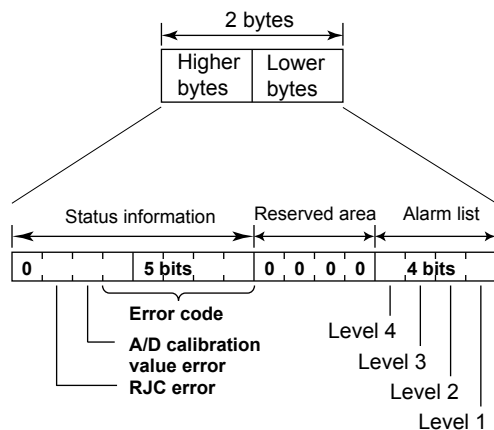 2 bytes
Higher bytes
Lower bytes
Status information
Reserved area
Alarm list
0
5 bits
0 0 0 0
4 bits
Error code
A/D calibration
value error
RJC error
Level 4
Level 3
Level 2
Level 1